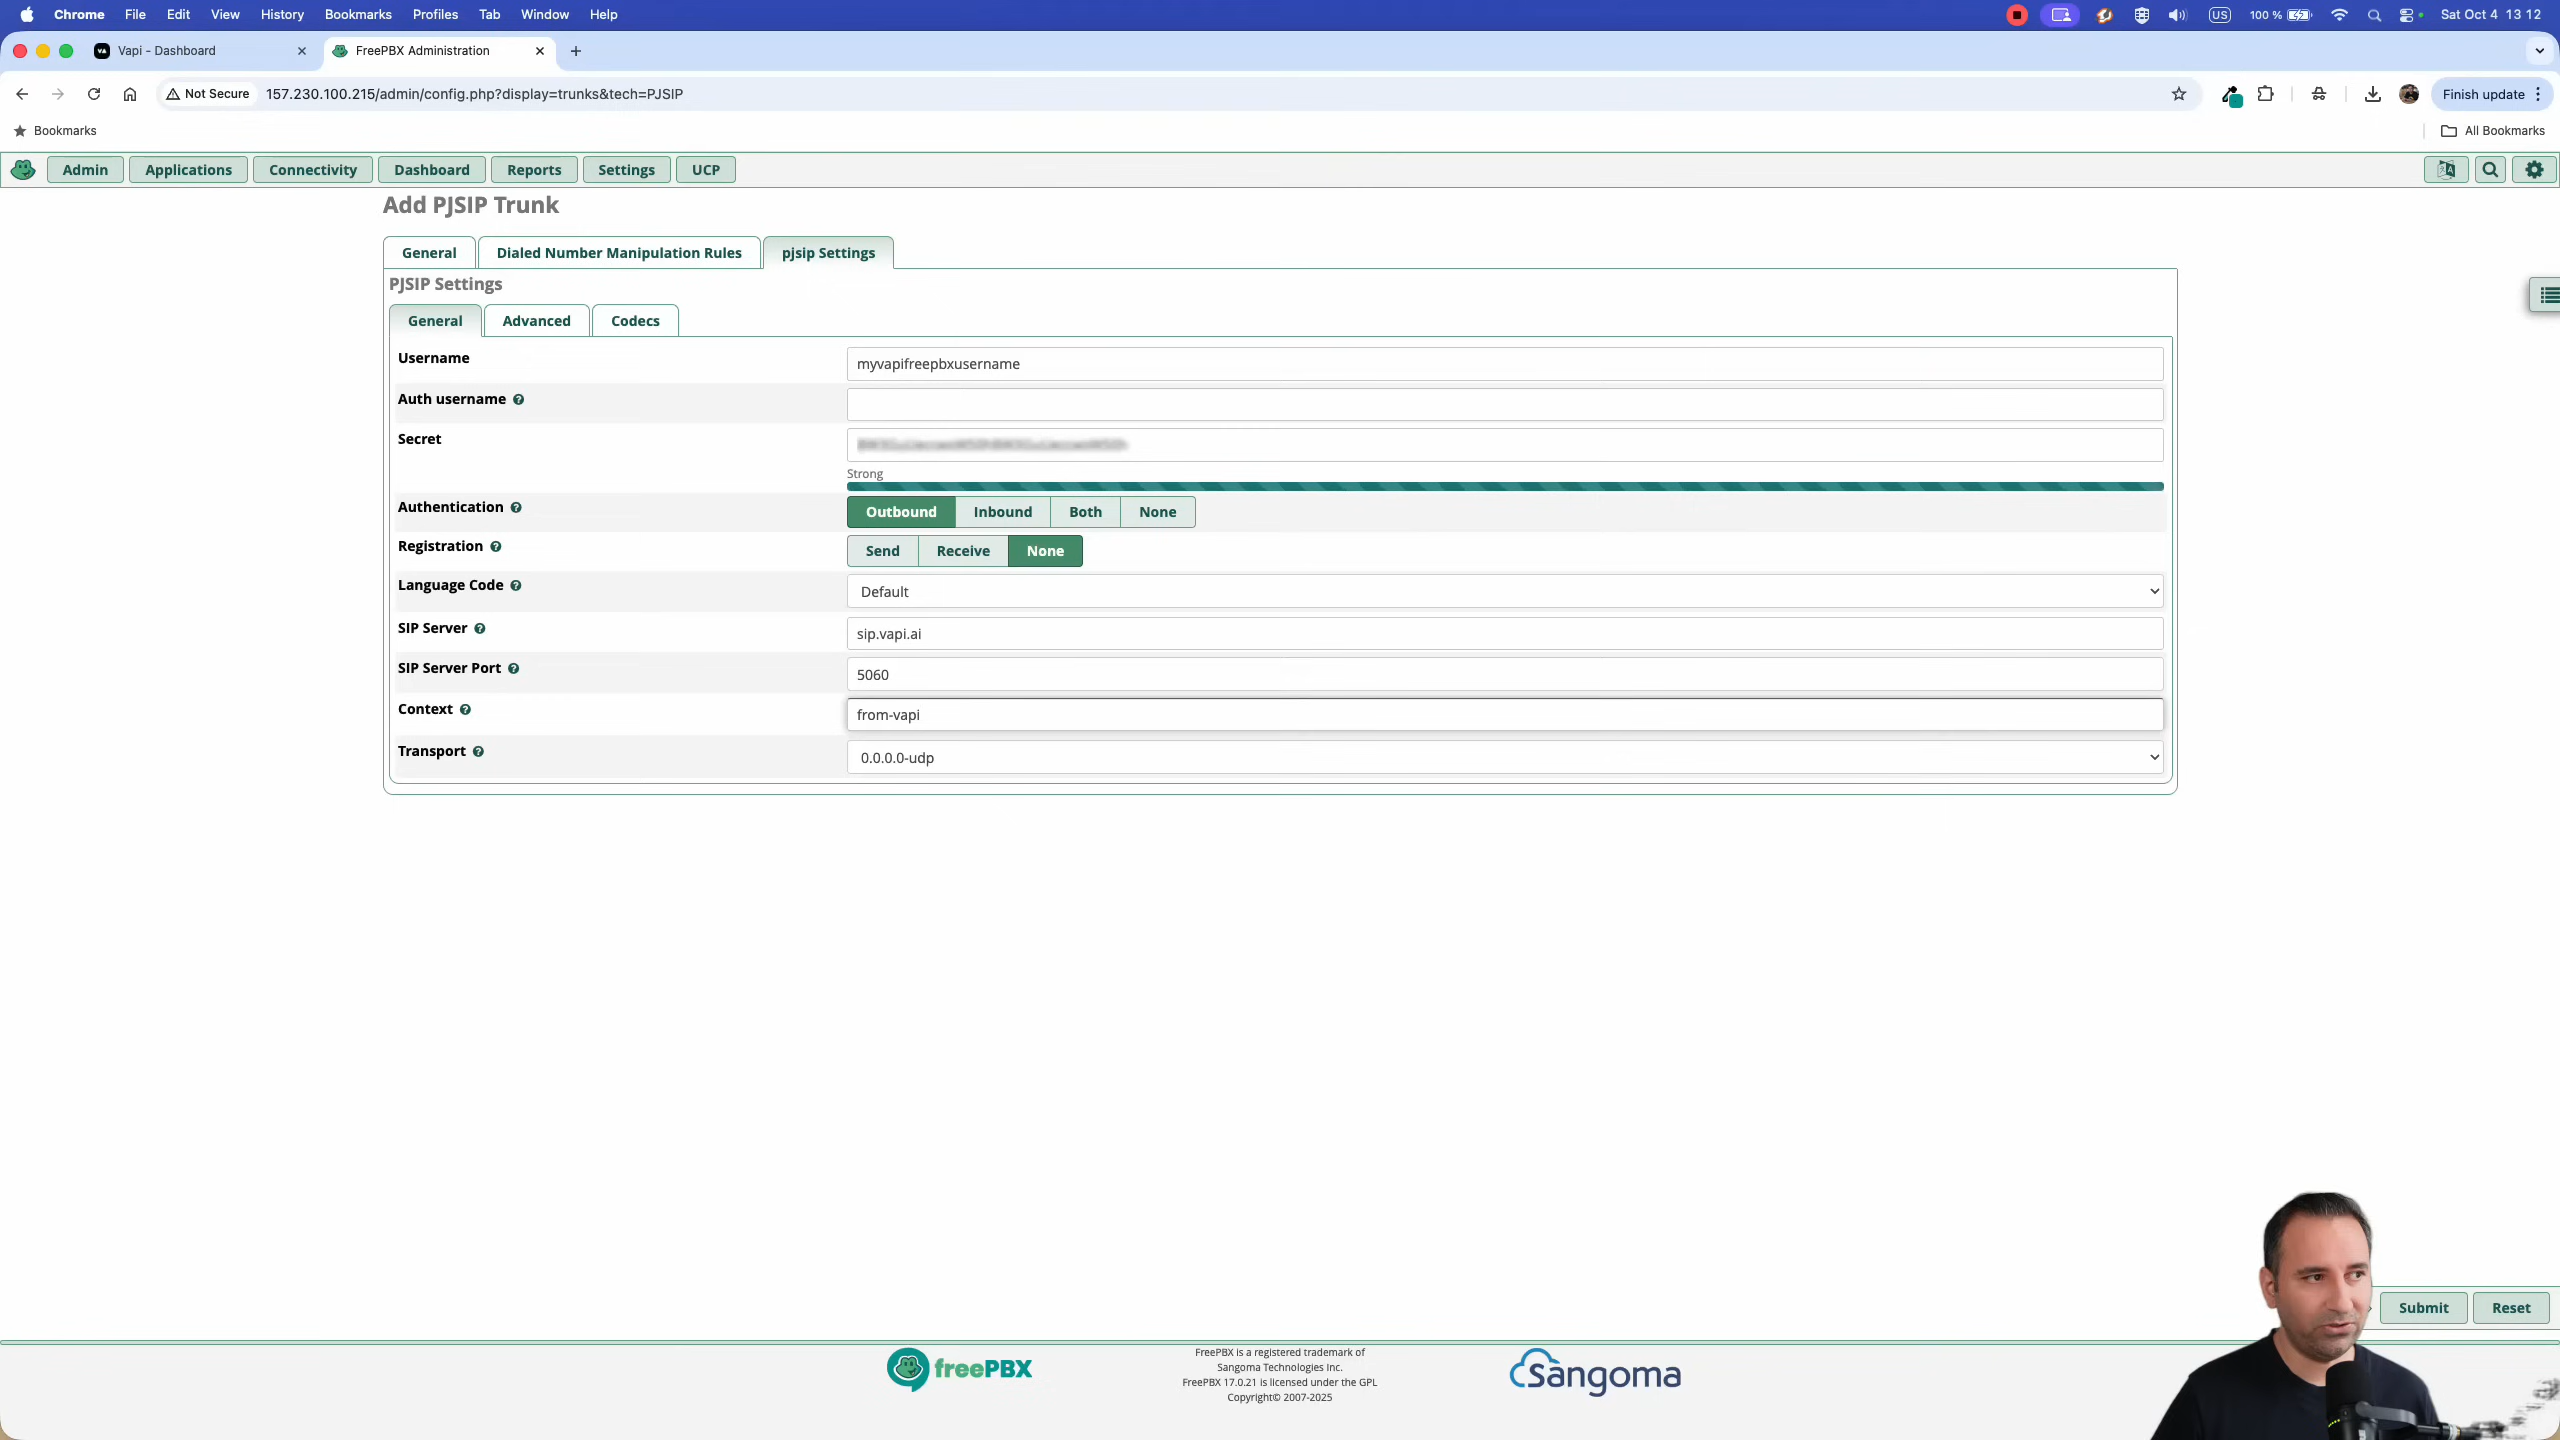 Chrome File Edit View History Bookmarks Profiles Tab Window Help US 100 % Sat Oct 4 13 12
Vapi - Dashboard FreePBX Administration
Not Secure 157.230.100.215/admin/config.php?display=trunks&tech=PJSIP Finish update
Bookmarks All Bookmarks
Admin Applications Connectivity Dashboard Reports Settings UCP
Add PJSIP Trunk
General Dialed Number Manipulation Rules pjsip Settings
PJSIP Settings
General Advanced Codecs
Username myvapifreepbxusername
Auth username
Secret
Strong
Authentication Outbound Inbound Both None
Registration Send Receive None
Language Code Default
SIP Server sip.vapi.ai
SIP Server Port 5060
Context from-vapi
Transport 0.0.0.0-udp
Submit Reset
freePBX
FreePBX is a registered trademark of
Sangoma Technologies Inc.
FreePBX 17.0.21 is licensed under the GPL
Copyright© 2007-2025
Sangoma